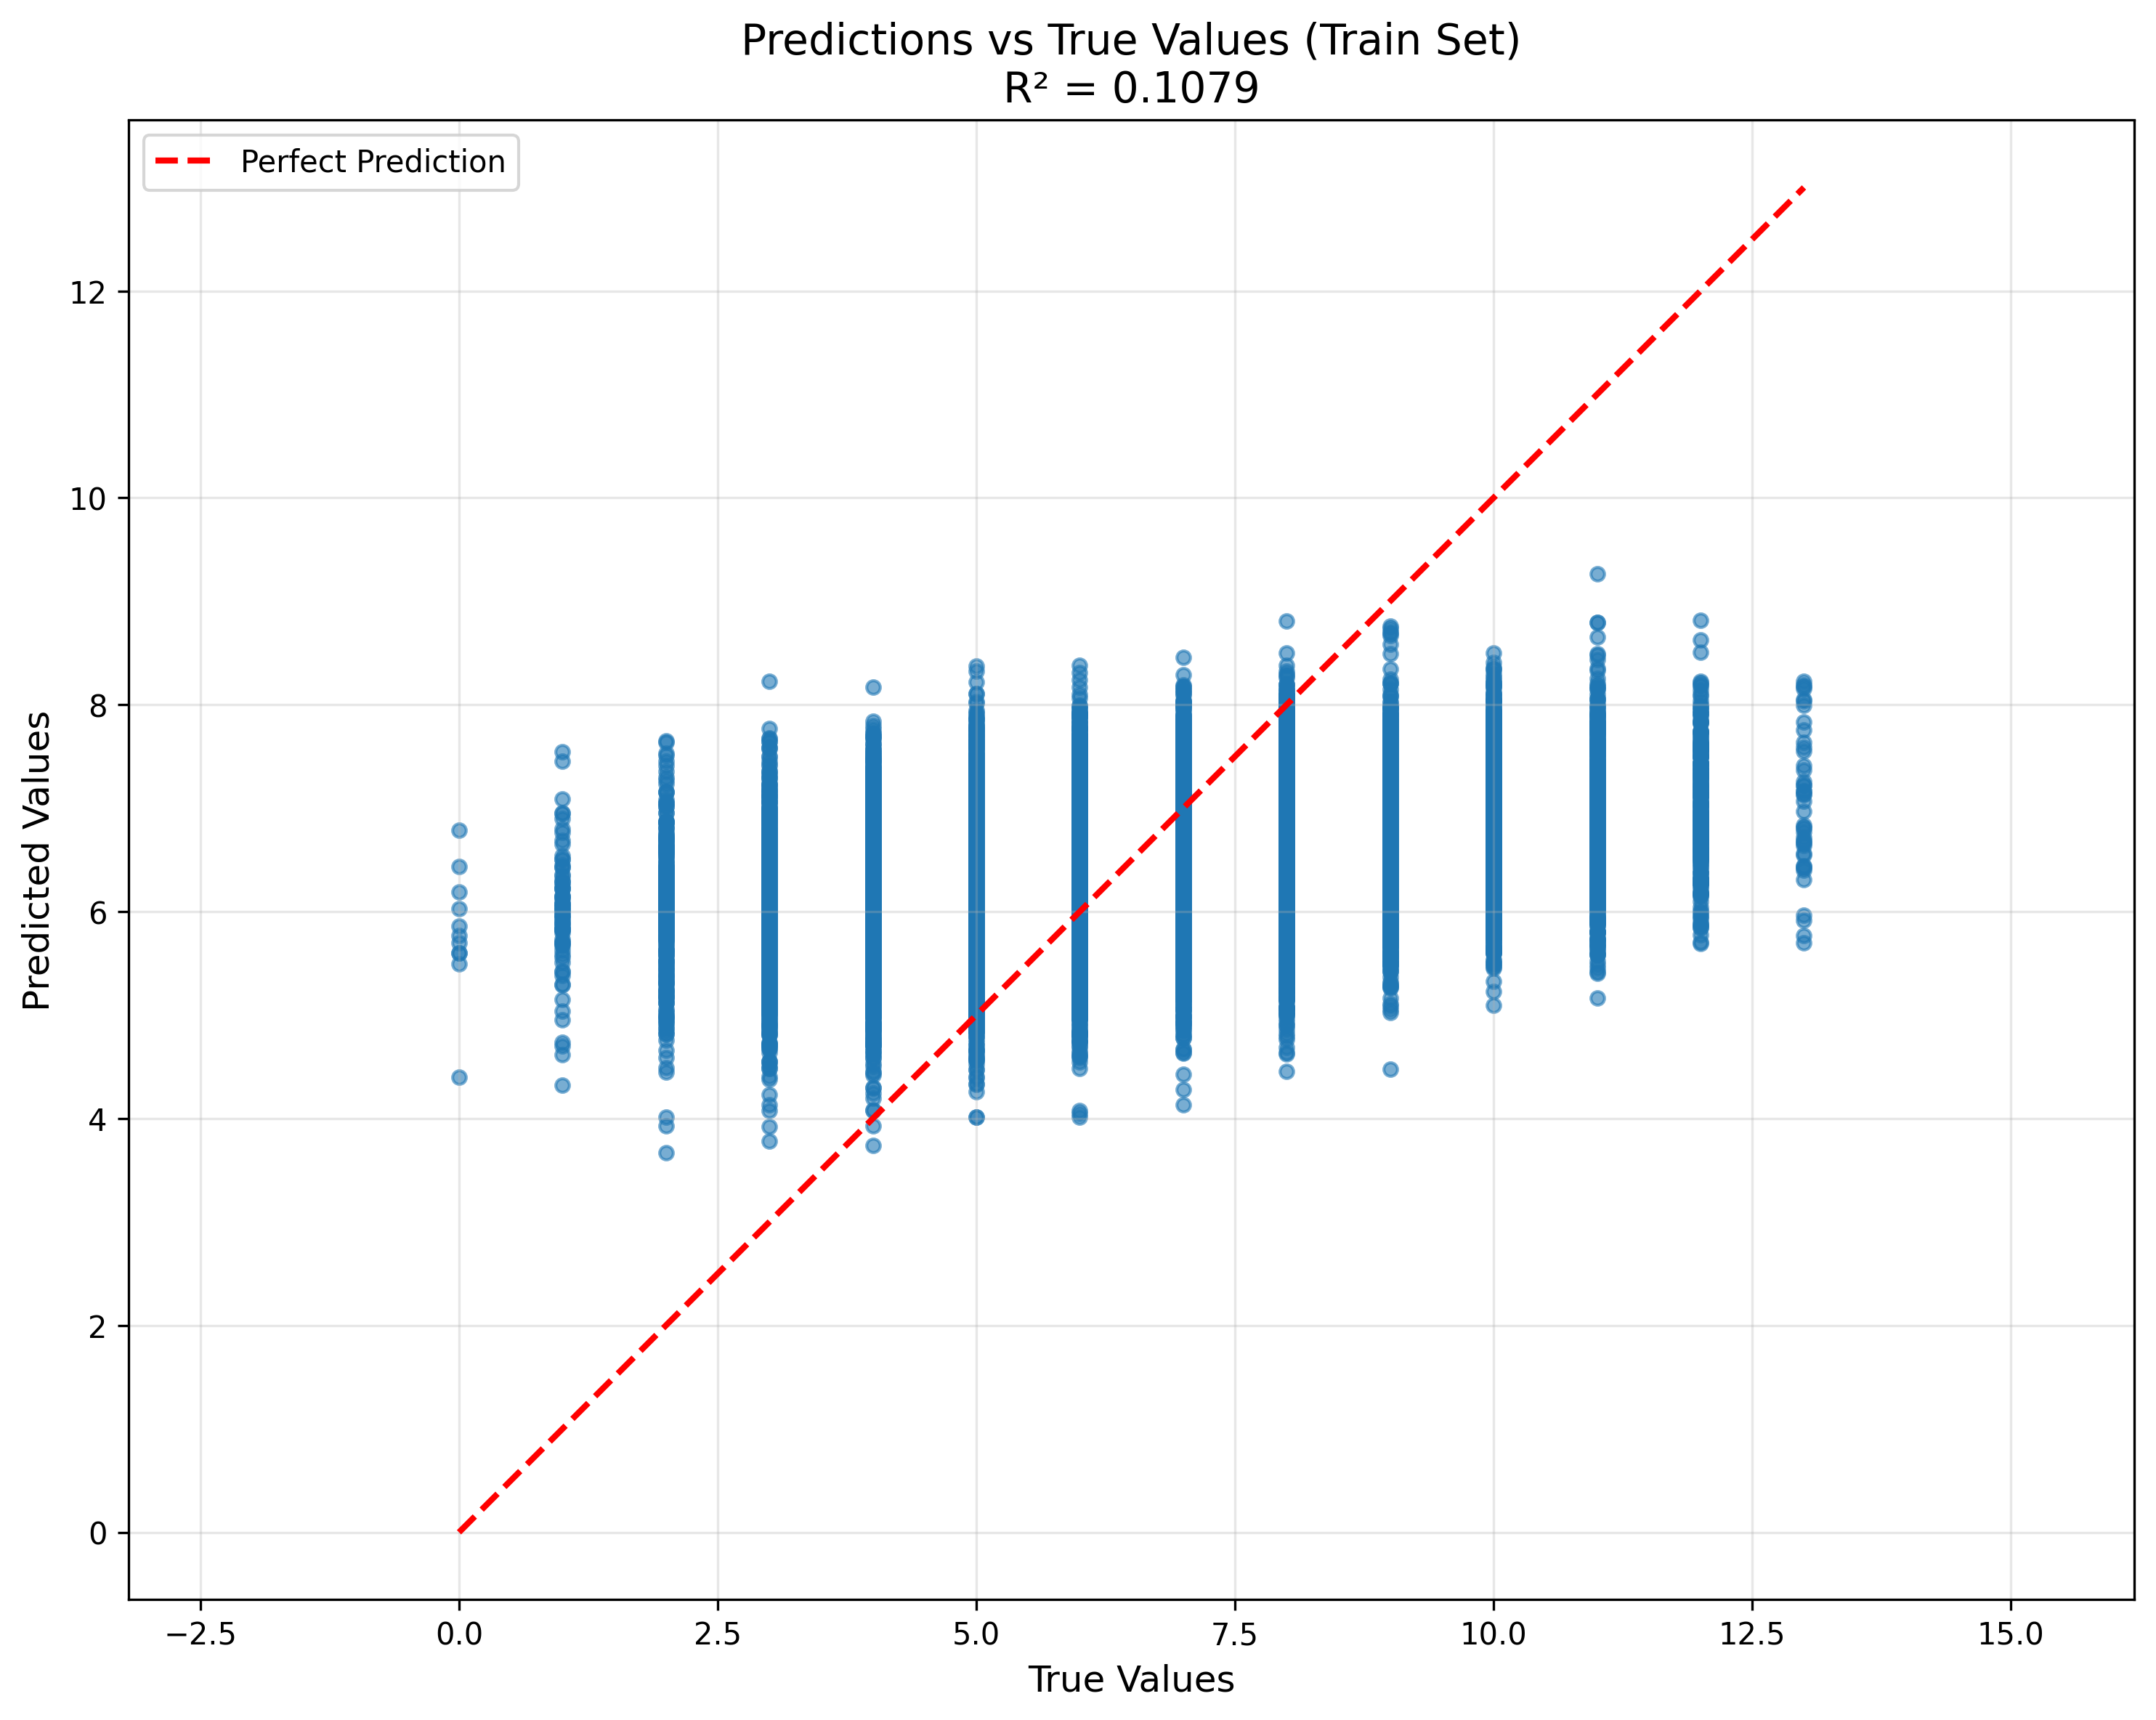 Predictions vs True Values (Train Set)
R² = 0.1079
Perfect Prediction
Predicted Values
12
10
8
6
4
2
0
−2.5 0.0 2.5 5.0 7.5 10.0 12.5 15.0
True Values